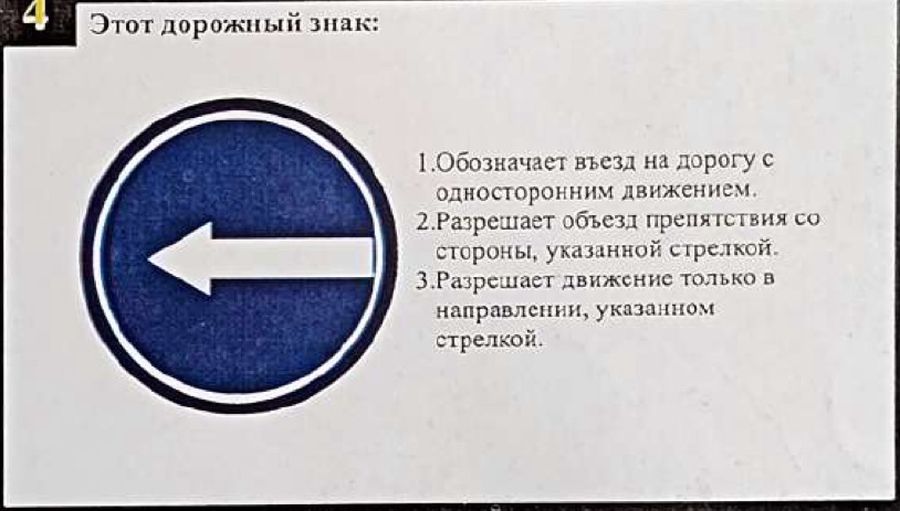 4
Этот дорожный знак:
1.Обозначает въезд на дорогу с
односторонним движением.
2.Разрешает объезд препятствия со
стороны, указанной стрелкой.
3.Разрешает движение только в
направлении, указанном
стрелкой.